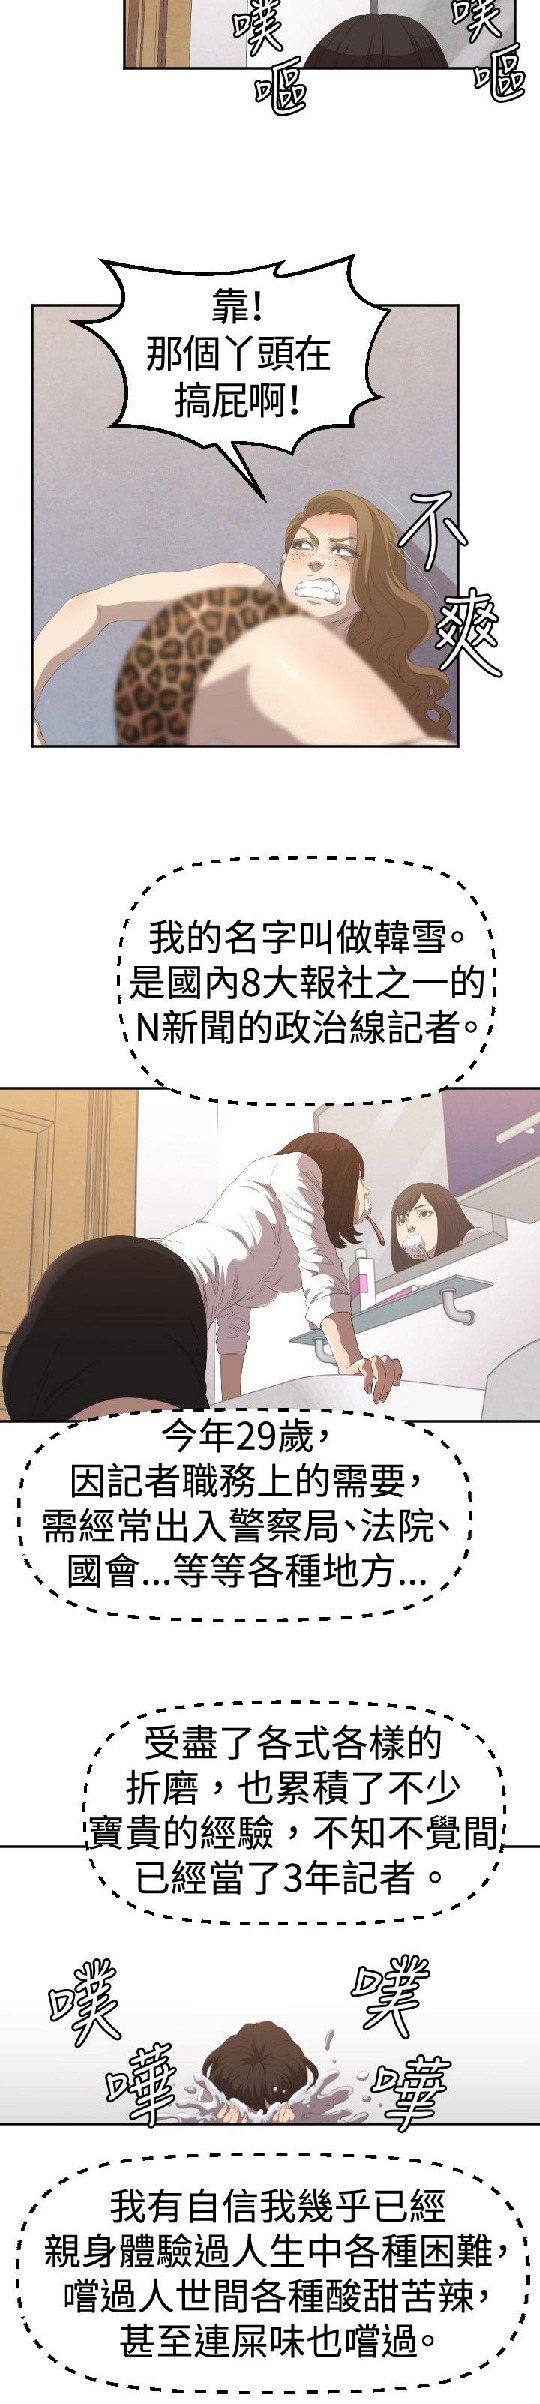 噗
嘔
噗
嘔
靠!
那個丫頭在
搞屁啊!
不
爽
我的名字叫做韓雪。
是國內8大報社之一的
N新聞的政治線記者。
今年29歲，
因記者職務上的需要，
需經常出入警察局、法院、
國會...等等各種地方...
受盡了各式各樣的
折磨，也累積了不少
寶貴的經驗，不知不覺間
已經當了3年記者。
噗
嘩
噗
嘩
我有自信我幾乎已經
親身體驗過人生中各種困難，
嚐過人世間各種酸甜苦辣，
甚至連屎味也嚐過。